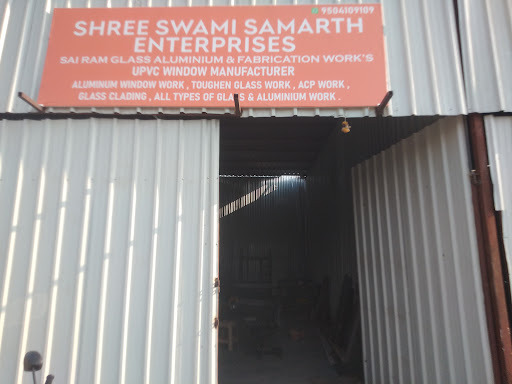 9504109109
SHREE SWAMI SAMARTH
ENTERPRISES
SAI RAM GLASS ALUMINIUM & FABRICATION WORK'S
UPVC WINDOW MANUFACTURER
ALUMINUM WINDOW WORK , TOUGHEN GLASS WORK , ACP WORK ,
GLASS CLADING , ALL TYPES OF GLASS & ALUMINIUM WORK .